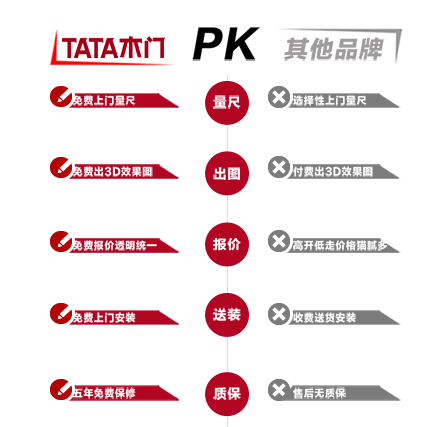 TATA木门 PK 其他品牌
免费上门量尺 量尺 选择性上门量尺
免费出3D效果图 出图 付费出3D效果图
免费报价透明统一 报价 高开低走价格猫腻多
免费上门安装 送装 收费送货安装
五年免费保修 质保 售后无质保